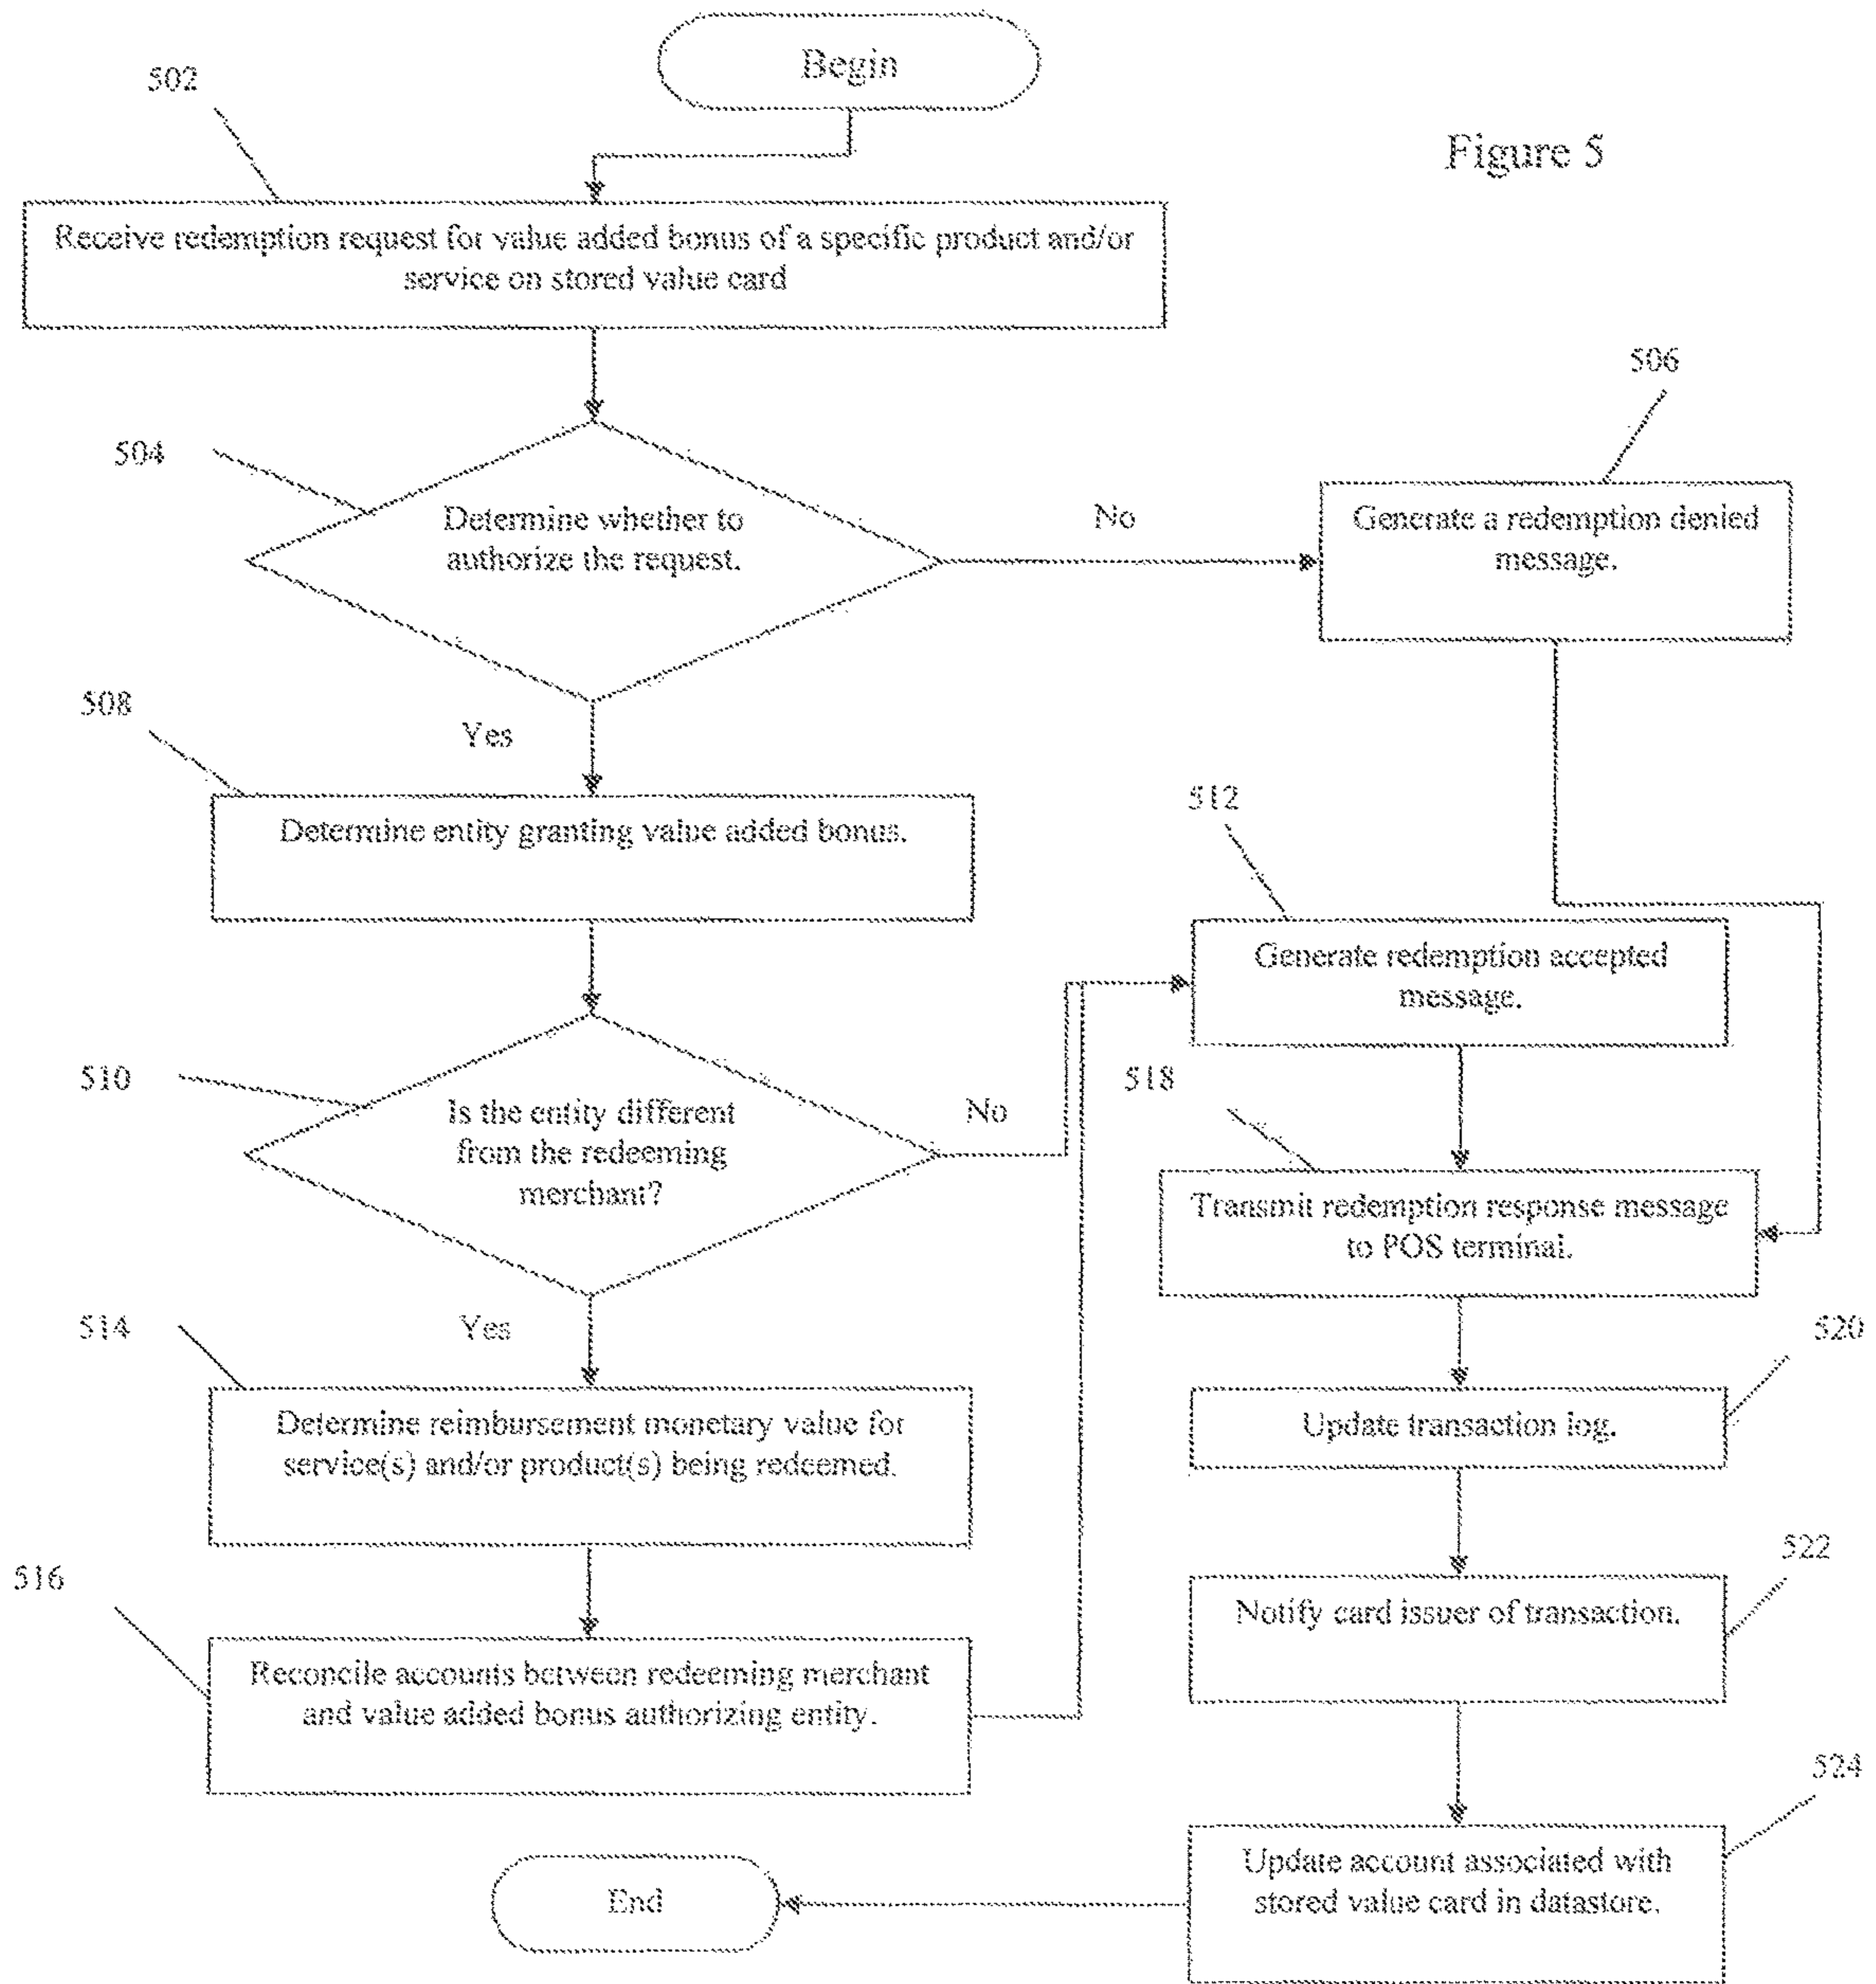 Begin
502
Figure 5
Receive redemption request for value added bonus of a specific product and/or
service on stored value card
506
504
Determine whether to
authorize the request.
No
Generate a redemption denied
message.
508
Yes
Determine entity granting value added bonus.
512
Generate redemption accepted
message.
510
Is the entity different
from the redeeming
merchant?
No
518
Transmit redemption response message
to POS terminal.
514
Yes
520
Determine reimbursement monetary value for
service(s) and/or product(s) being redeemed.
Update transaction log.
516
522
Reconcile accounts between redeeming merchant
and value added bonus authorizing entity.
Notify card issuer of transaction.
524
Update account associated with
stored value card in datastore.
End